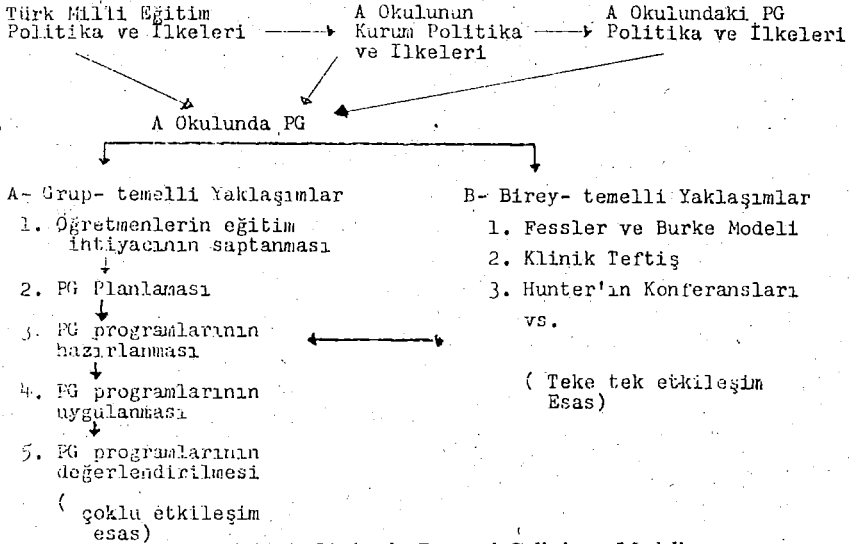 Türk Milli Eğitim
Politika ve İlkeleri
A Okulunun
Kurum Politika
ve Ilkeleri
A Okulundaki PG
Politika ve İlkeleri
A Okulunda PG
A- Grup- temelli Yaklaşımlar
1. Öğretmenlerin eğitim
ihtiyacının saptanması
2. PG Planlaması
3. PG programlarının
hazırlanması
4. PG programlarının
uygulanması
5. PG programlarının
değerlendirilmesi
( çoklu etkileşim
esas)
B- Birey- temelli Yaklaşımlar
1. Fessler ve Burke Modeli
2. Klinik Teftiş
3. Hunter'ın Konferansları
vs.
( Teke tek etkileşim
Esas)